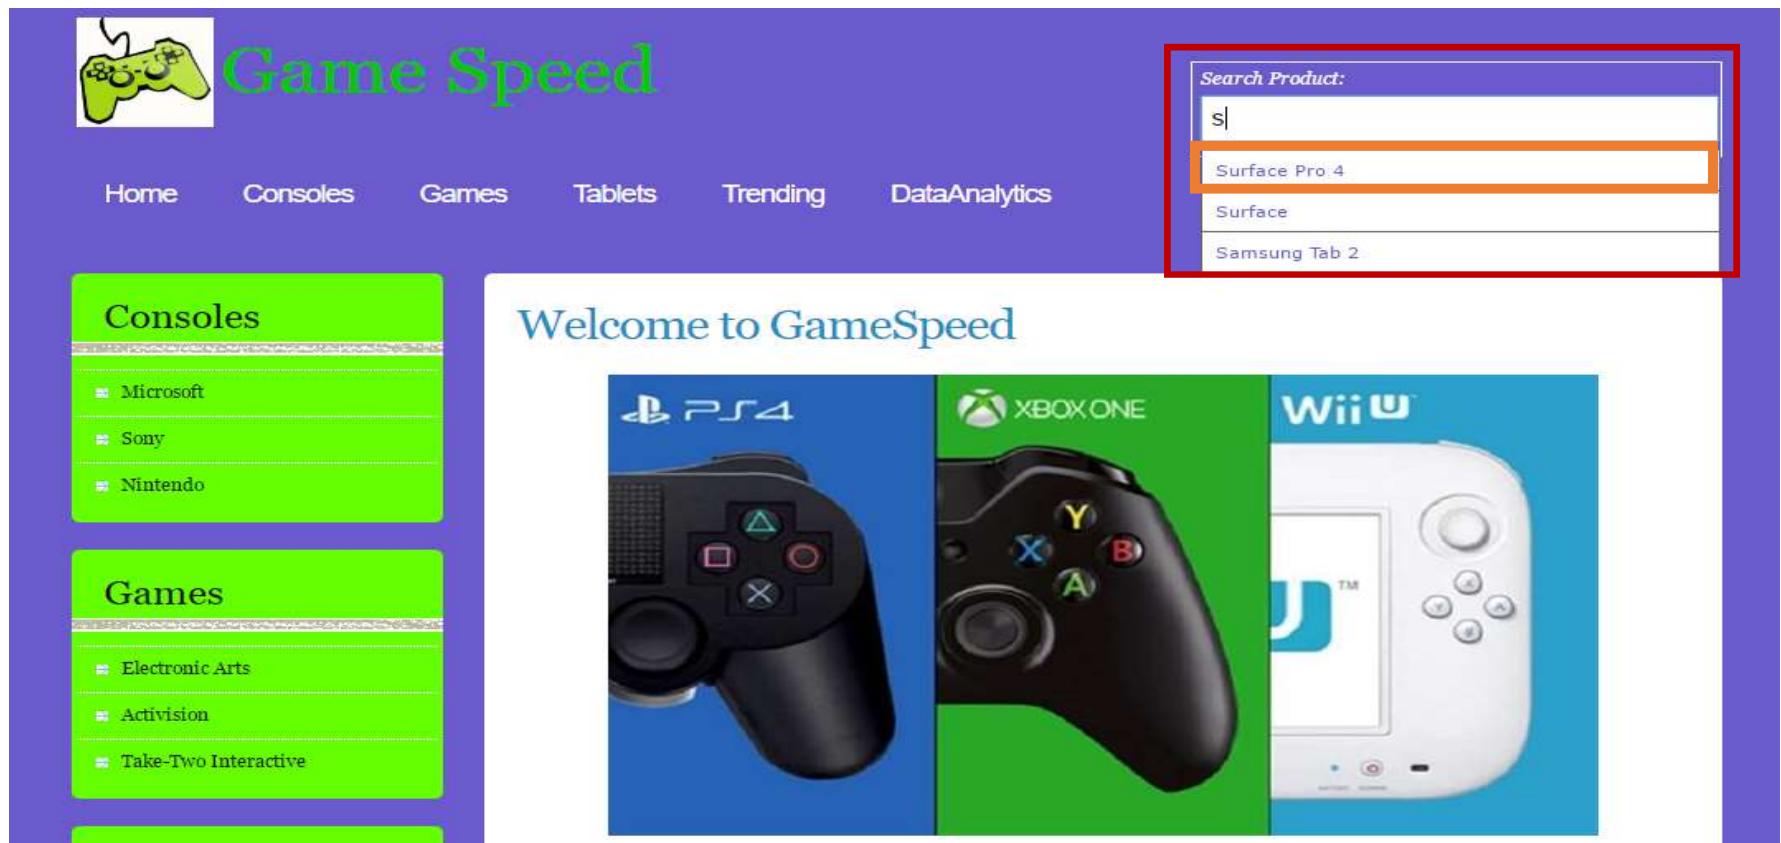 Game Speed
Search Product:
s
Surface Pro 4
Surface
Samsung Tab 2
Home Consoles Games Tablets Trending DataAnalytics
Consoles
Microsoft
Sony
Nintendo
Games
Electronic Arts
Activision
Take-Two Interactive
Welcome to GameSpeed
PS4
XBOX ONE
Wii U
Y
X
B
A
U
TM